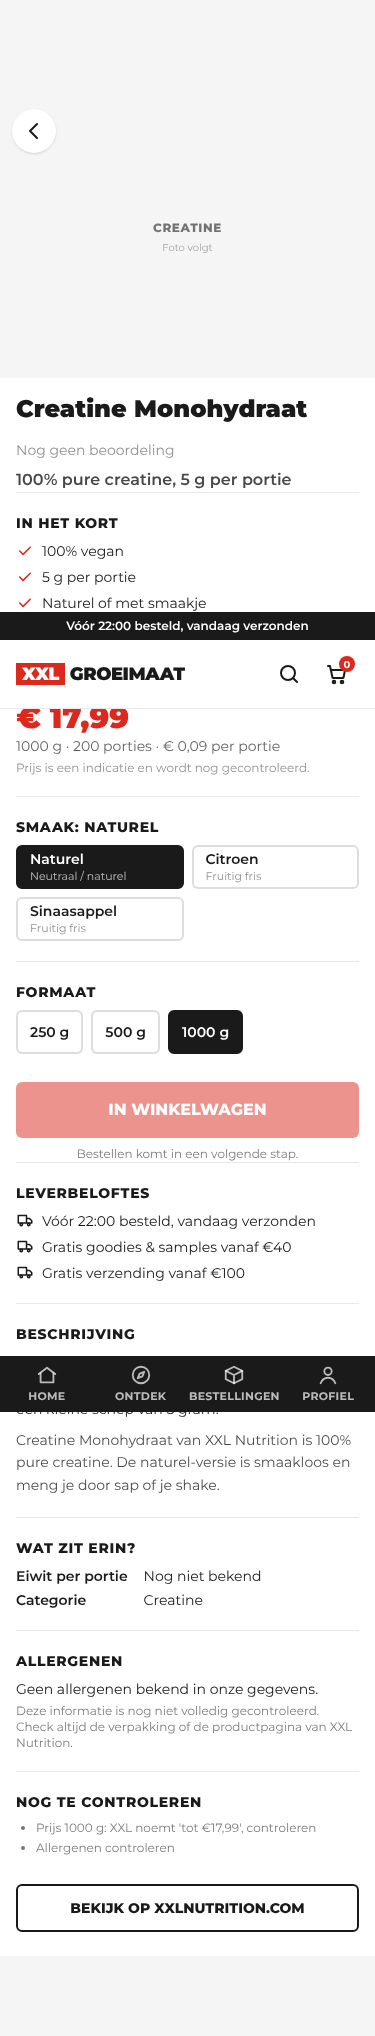 CREATINE
Foto volgt
Creatine Monohydraat
Nog geen beoordeling
100% pure creatine, 5 g per portie
IN HET KORT
100% vegan
5 g per portie
Naturel of met smaakje
Vóór 22:00 besteld, vandaag verzonden
XXL GROEIMAAT
0
€ 17,99
1000 g · 200 porties · € 0,09 per portie
Prijs is een indicatie en wordt nog gecontroleerd.
SMAAK: NATUREL
Naturel
Neutraal / naturel
Citroen
Fruitig fris
Sinaasappel
Fruitig fris
FORMAAT
250 g 500 g 1000 g
IN WINKELWAGEN
Bestellen komt in een volgende stap.
LEVERBELOFTES
Vóór 22:00 besteld, vandaag verzonden
Gratis goodies & samples vanaf €40
Gratis verzending vanaf €100
BESCHRIJVING
HOME ONTDEK BESTELLINGEN PROFIEL
een kleine schep van 5 gram.
Creatine Monohydraat van XXL Nutrition is 100%
pure creatine. De naturel-versie is smaakloos en
meng je door sap of je shake.
WAT ZIT ERIN?
Eiwit per portie Nog niet bekend
Categorie Creatine
ALLERGENEN
Geen allergenen bekend in onze gegevens.
Deze informatie is nog niet volledig gecontroleerd.
Check altijd de verpakking of de productpagina van XXL
Nutrition.
NOG TE CONTROLEREN
• Prijs 1000 g: XXL noemt 'tot €17,99', controleren
• Allergenen controleren
BEKIJK OP XXLNUTRITION.COM